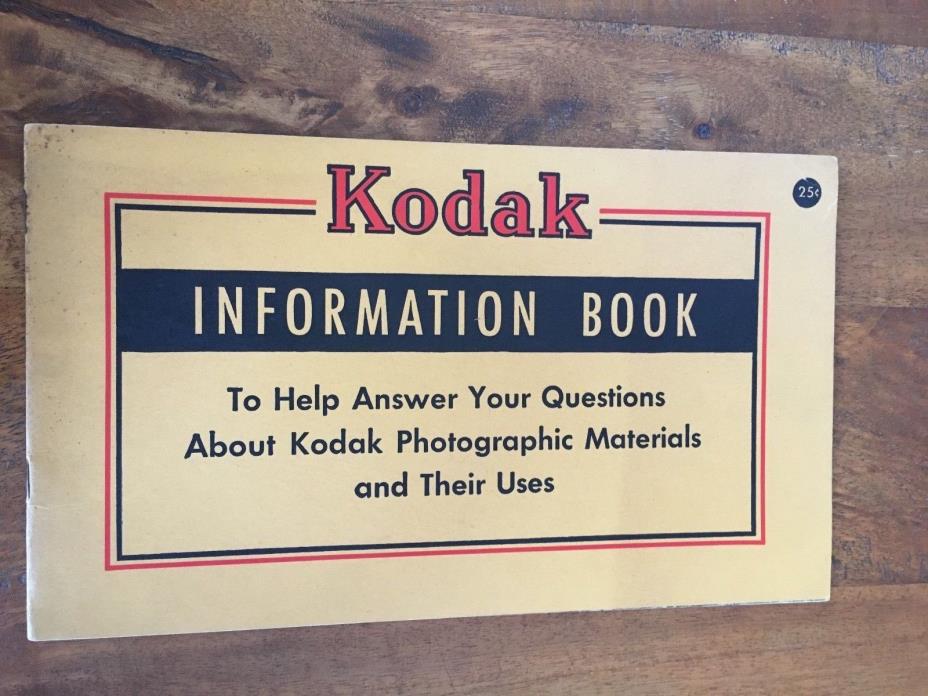 Kodak
25¢
INFORMATION BOOK
To Help Answer Your Questions
About Kodak Photographic Materials
and Their Uses